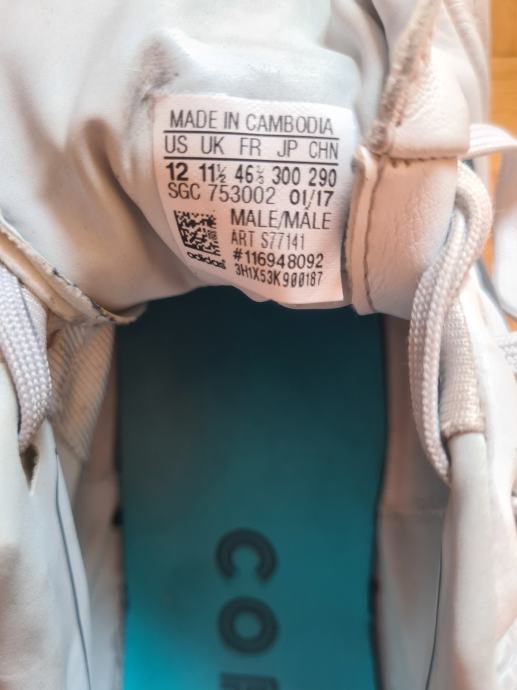 MADE IN CAMBODIA
US UK FR JP CHN
12 11½ 46⅔ 300 290
SGC 753002 01/17
MALE/MÂLE
ART S77141
#116948092
3H1X53K900187
adidas
CO